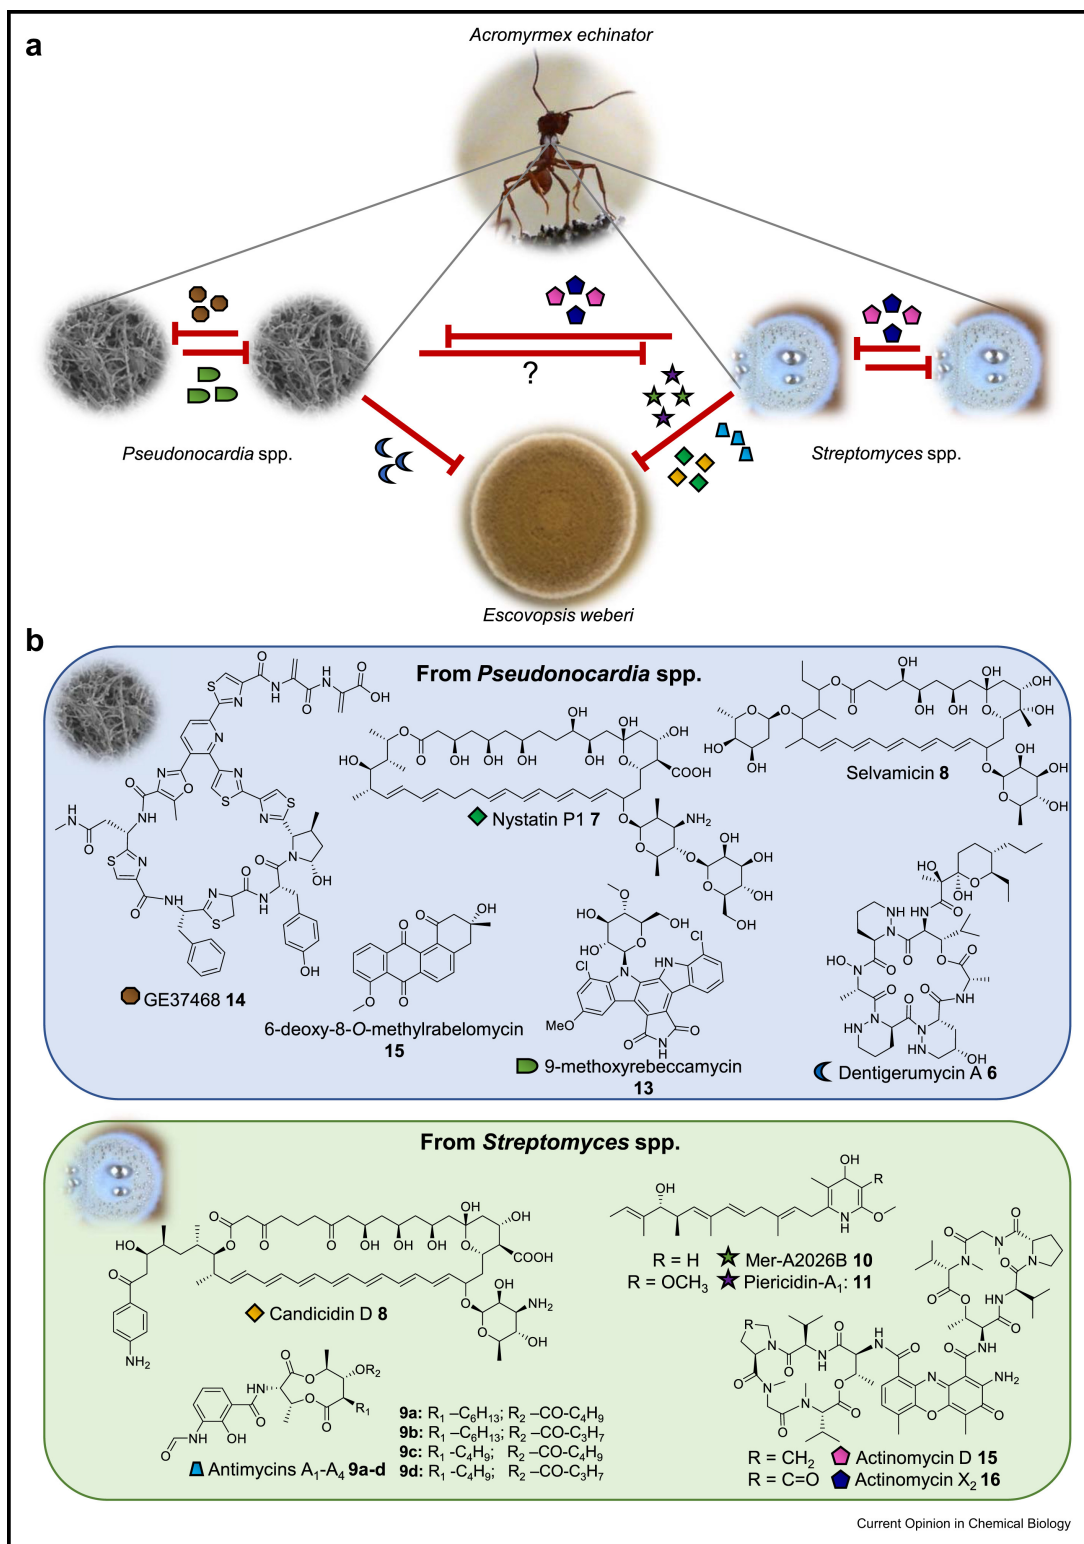 a
Acromyrmex echinator
?
Pseudonocardia spp.
Streptomyces spp.
Escovopsis weberi
b
From Pseudonocardia spp.
Selvamicin 8
Nystatin P1 7
GE37468 14
6-deoxy-8-O-methylrabelomycin
15
9-methoxyrebeccamycin
13
Dentigerumycin A 6
From Streptomyces spp.
R = H Mer-A2026B 10
R = OCH3 Piericidin-A1: 11
Candicidin D 8
9a: R1 –C6H13; R2 –CO-C4H9
9b: R1 –C6H13; R2 –CO-C3H7
9c: R1 -C4H9; R2 –CO-C4H9
9d: R1 -C4H9; R2 –CO-C3H7
Antimycins A1-A4 9a-d
R = CH2 Actinomycin D 15
R = C=O Actinomycin X2 16
Current Opinion in Chemical Biology